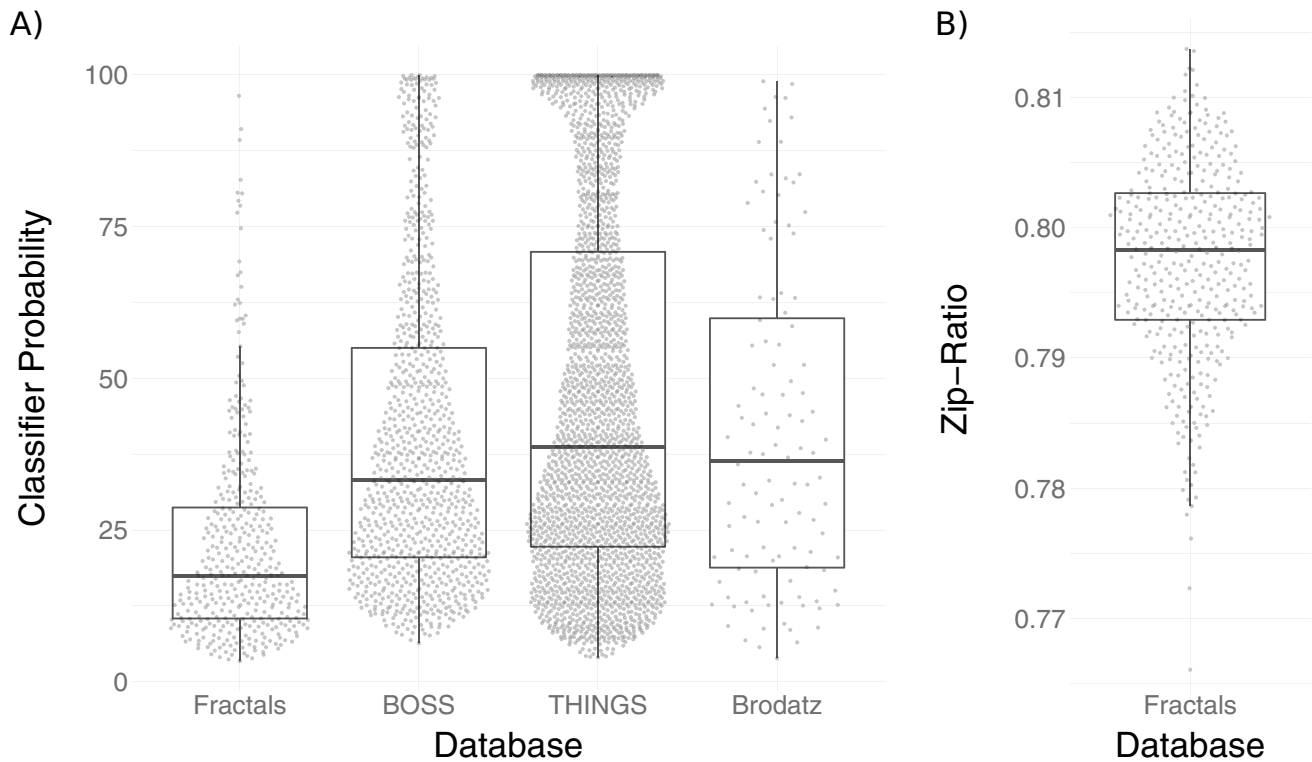 A)
Classifier Probability
100
75
50
25
0
Fractals BOSS THINGS Brodatz
Database
B)
Zip−Ratio
0.81
0.80
0.79
0.78
0.77
Fractals
Database